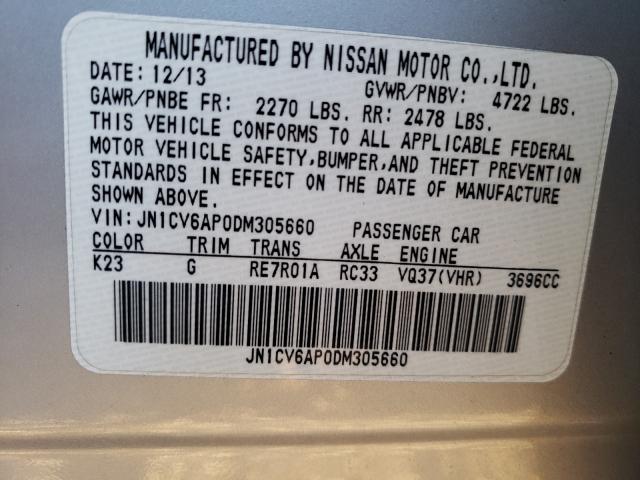 MANUFACTURED BY NISSAN MOTOR CO.,LTD.
DATE: 12/13 GVWR/PNBV: 4722 LBS.
GAWR/PNBE FR: 2270 LBS. RR: 2478 LBS.
THIS VEHICLE CONFORMS TO ALL APPLICABLE FEDERAL
MOTOR VEHICLE SAFETY,BUMPER,AND THEFT PREVENTION
STANDARDS IN EFFECT ON THE DATE OF MANUFACTURE
SHOWN ABOVE.
VIN:JN1CV6AP0DM305660 PASSENGER CAR
COLOR TRIM TRANS AXLE ENGINE
K23 G RE7R01A RC33 VQ37(VHR) 3696CC
JN1CV6AP0DM305660